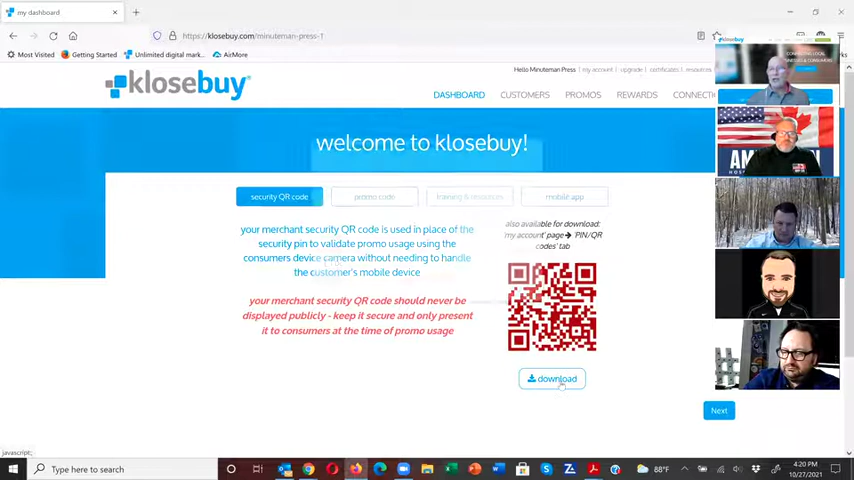 my dashboard
https://klosebuy.com/minuteman-press-1
Most Visited
Getting Started
Unlimited digital mark...
AirMore
Hello Minuteman Press | my account | upgrade | certificates | resources
klosebuy
DASHBOARD
CUSTOMERS
PROMOS
REWARDS
CONNECTI
welcome to klosebuy!
security QR code
promo code
training & resources
mobile app
your merchant security QR code is used in place of the
security pin to validate promo usage using the
consumers device camera without needing to handle
the customer's mobile device
your merchant security QR code should never be
displayed publicly - keep it secure and only present
it to consumers at the time of promo usage
also available for download:
'my account' page → 'PIN/QR
codes' tab
download
Next
javascript:;
Type here to search
88°F
4:20 PM
10/27/2021